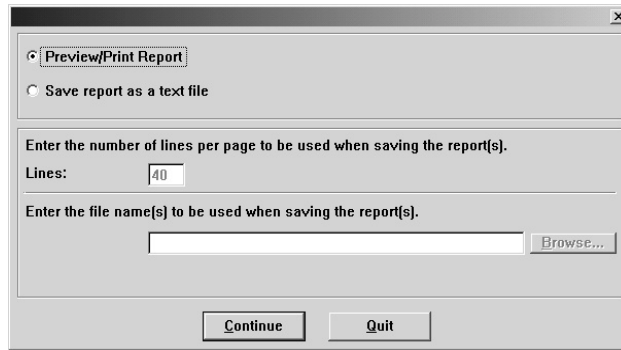 Preview/Print Report
Save report as a text file
Enter the number of lines per page to be used when saving the report(s).
Lines: 40
Enter the file name(s) to be used when saving the report(s).
Browse...
Continue Quit